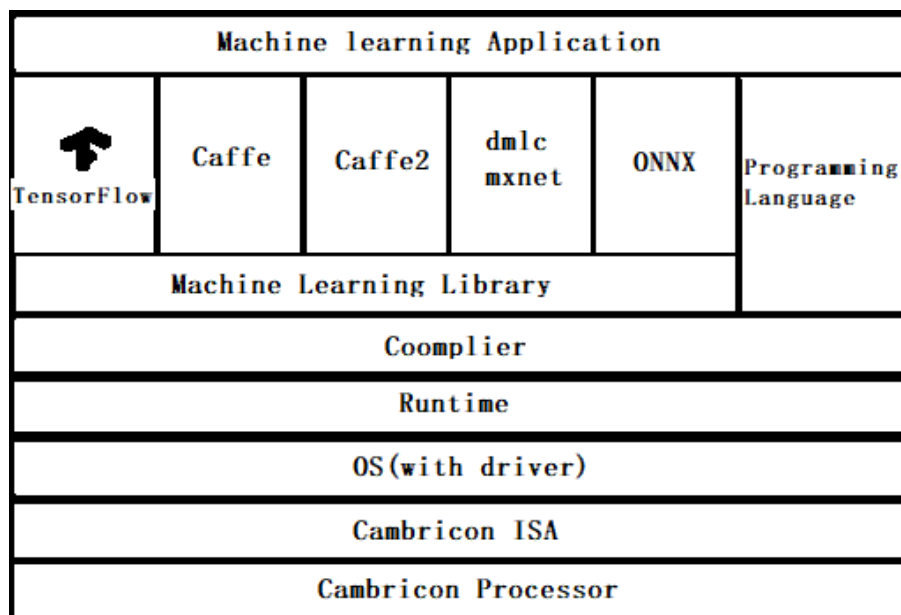 Machine learning Application
TensorFlow
Caffe
Caffe2
dmlc
mxnet
ONNX
Programming
Language
Machine Learning Library
Coomplier
Runtime
OS(with driver)
Cambricon ISA
Cambricon Processor